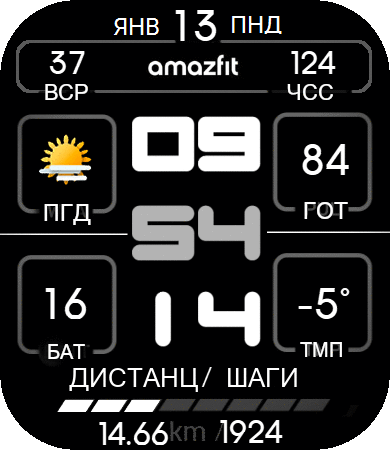 ЯНВ 13 ПНД
37 amazfit 124
ВСР ЧСС
09
84
ПГД ГОТ
54
16 14 -5°
БАТ ТМП
ДИСТАНЦ/ ШАГИ
14.66km /1924